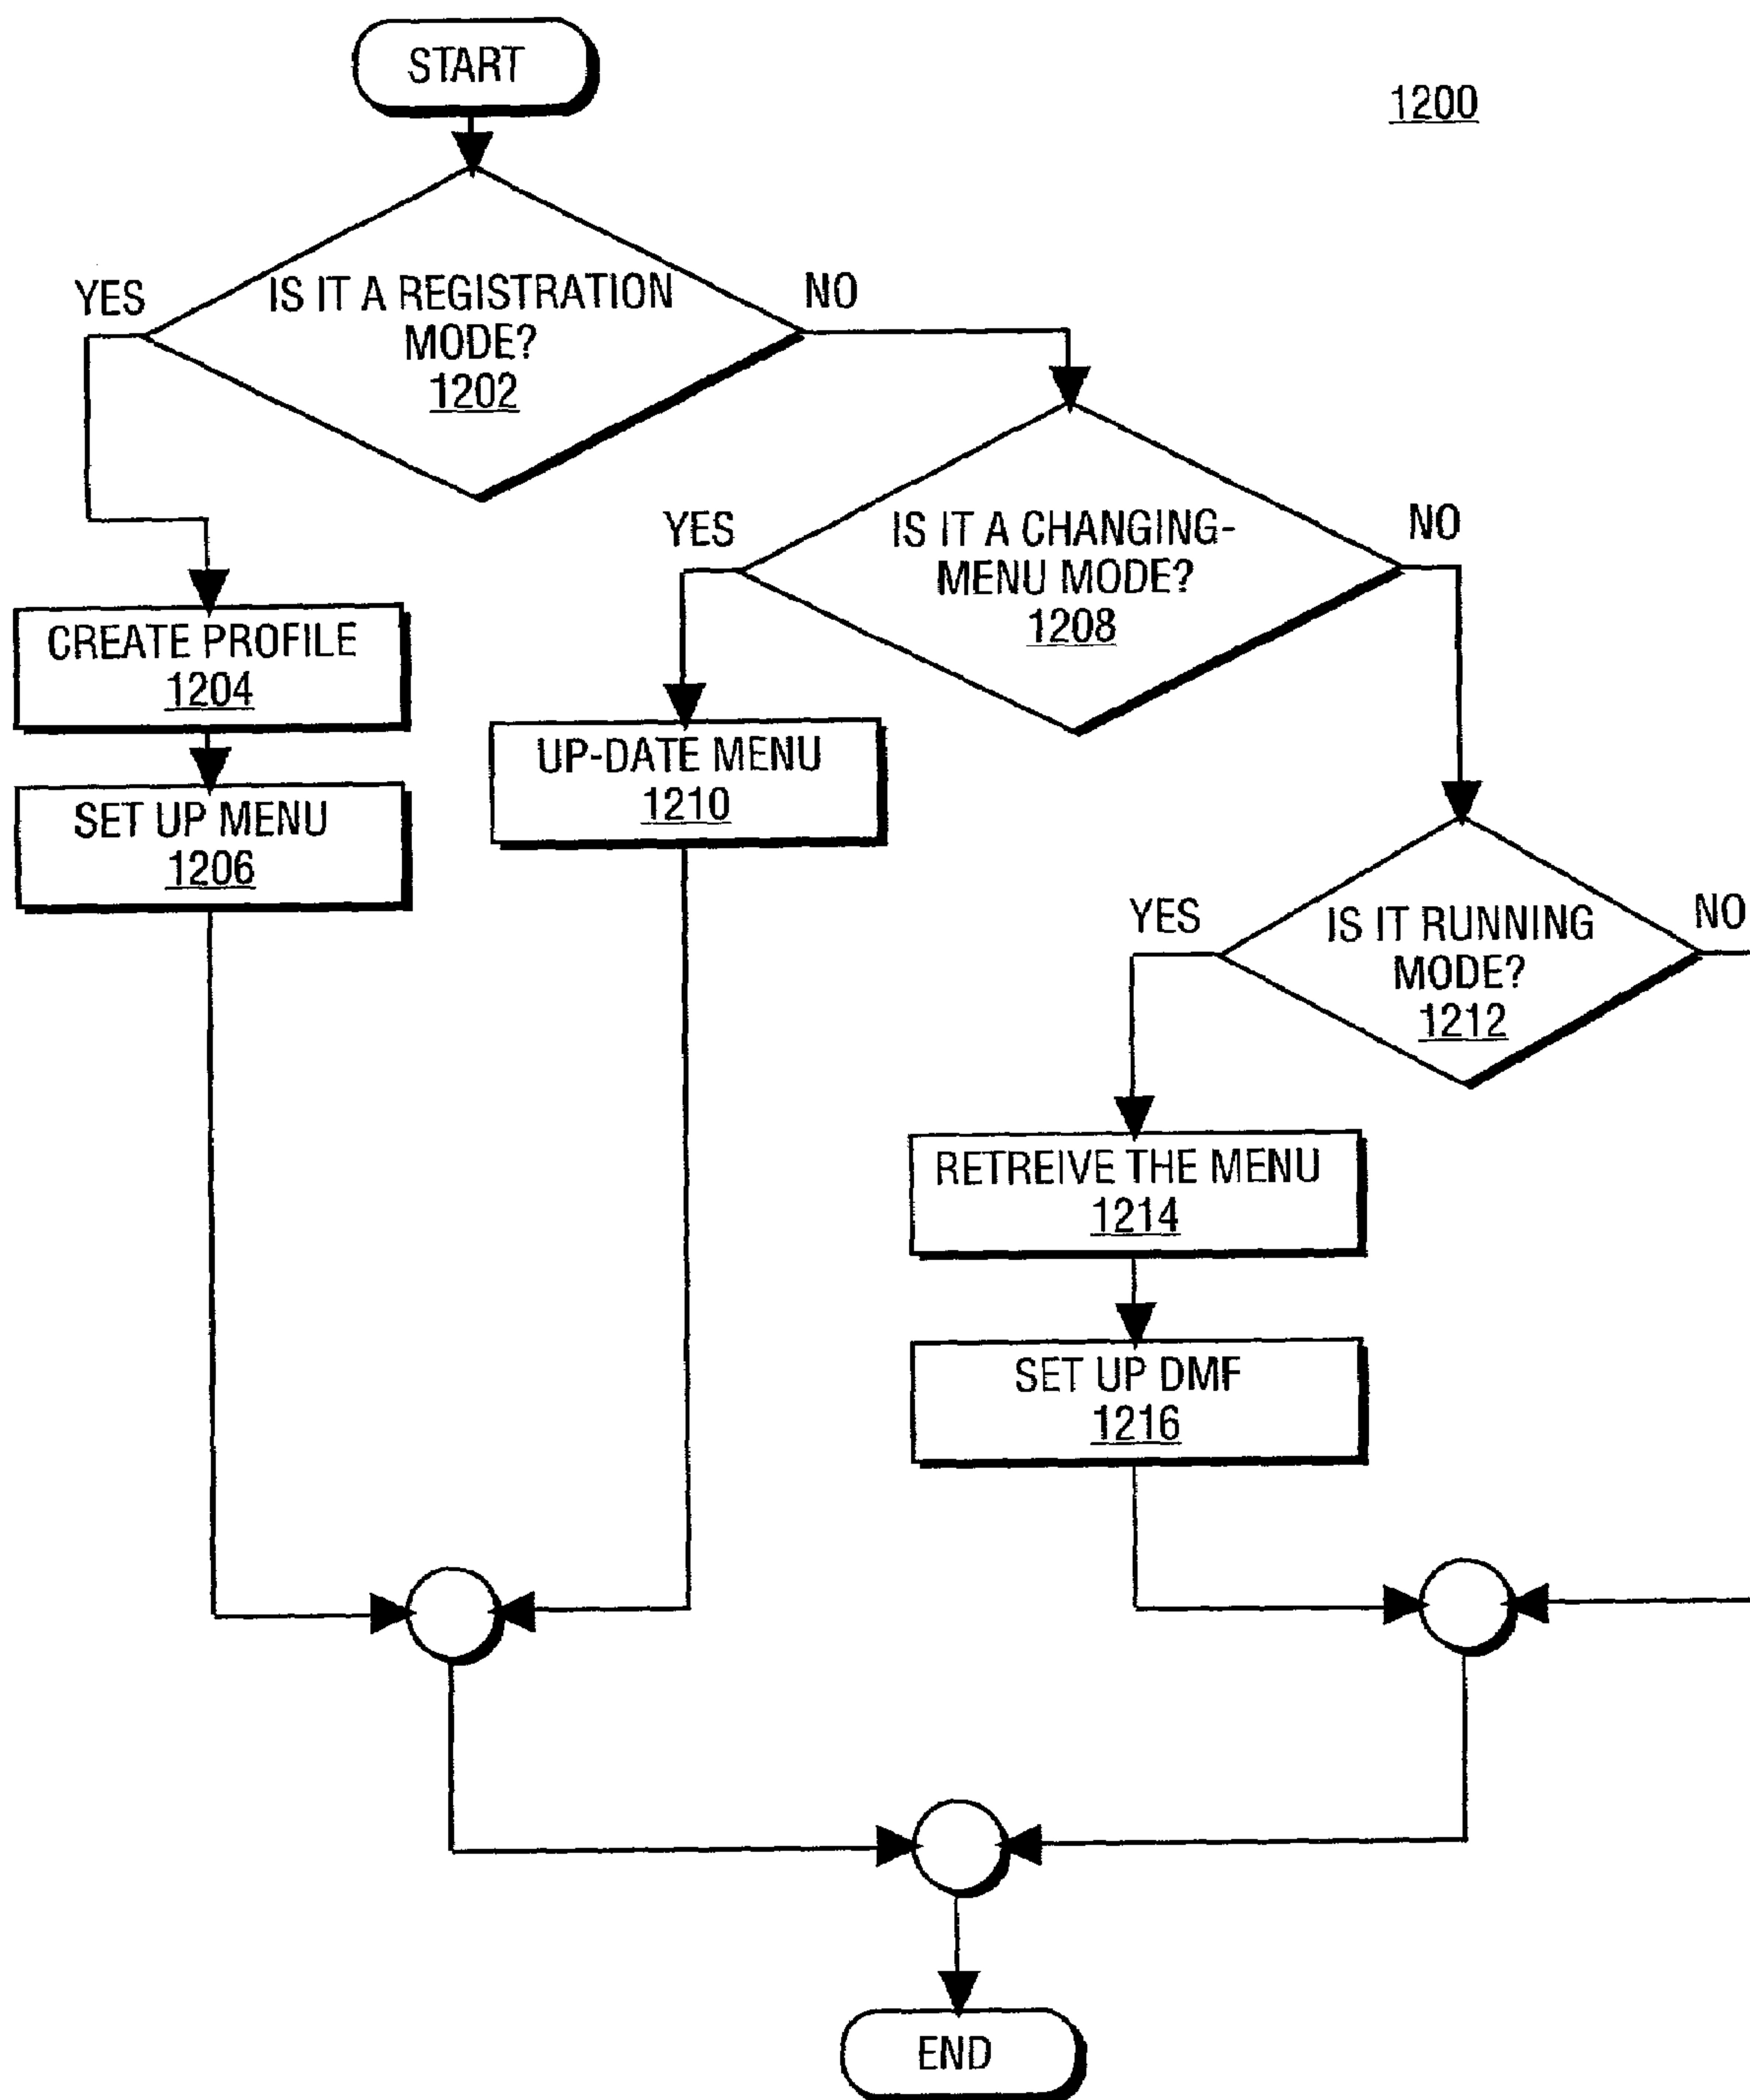 START
1200
YES
IS IT A REGISTRATION
MODE?
1202
NO
YES
IS IT A CHANGING-
MENU MODE?
1208
NO
CREATE PROFILE
1204
SET UP MENU
1206
UP-DATE MENU
1210
YES
IS IT RUNNING
MODE?
1212
NO
RETREIVE THE MENU
1214
SET UP DMF
1216
END